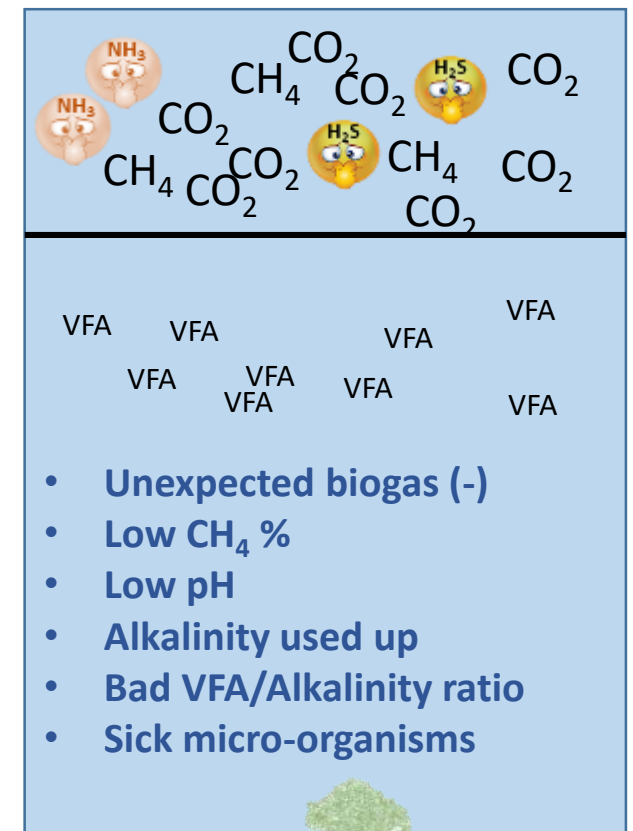 NH₃ CH₄ CO₂ CO₂ H₂S CO₂
NH₃ CO₂ H₂S
CH₄ CO₂ CO₂ CH₄ CO₂
CO₂
VFA VFA VFA VFA
VFA VFA VFA VFA VFA
• Unexpected biogas (-)
• Low CH₄ %
• Low pH
• Alkalinity used up
• Bad VFA/Alkalinity ratio
• Sick micro-organisms